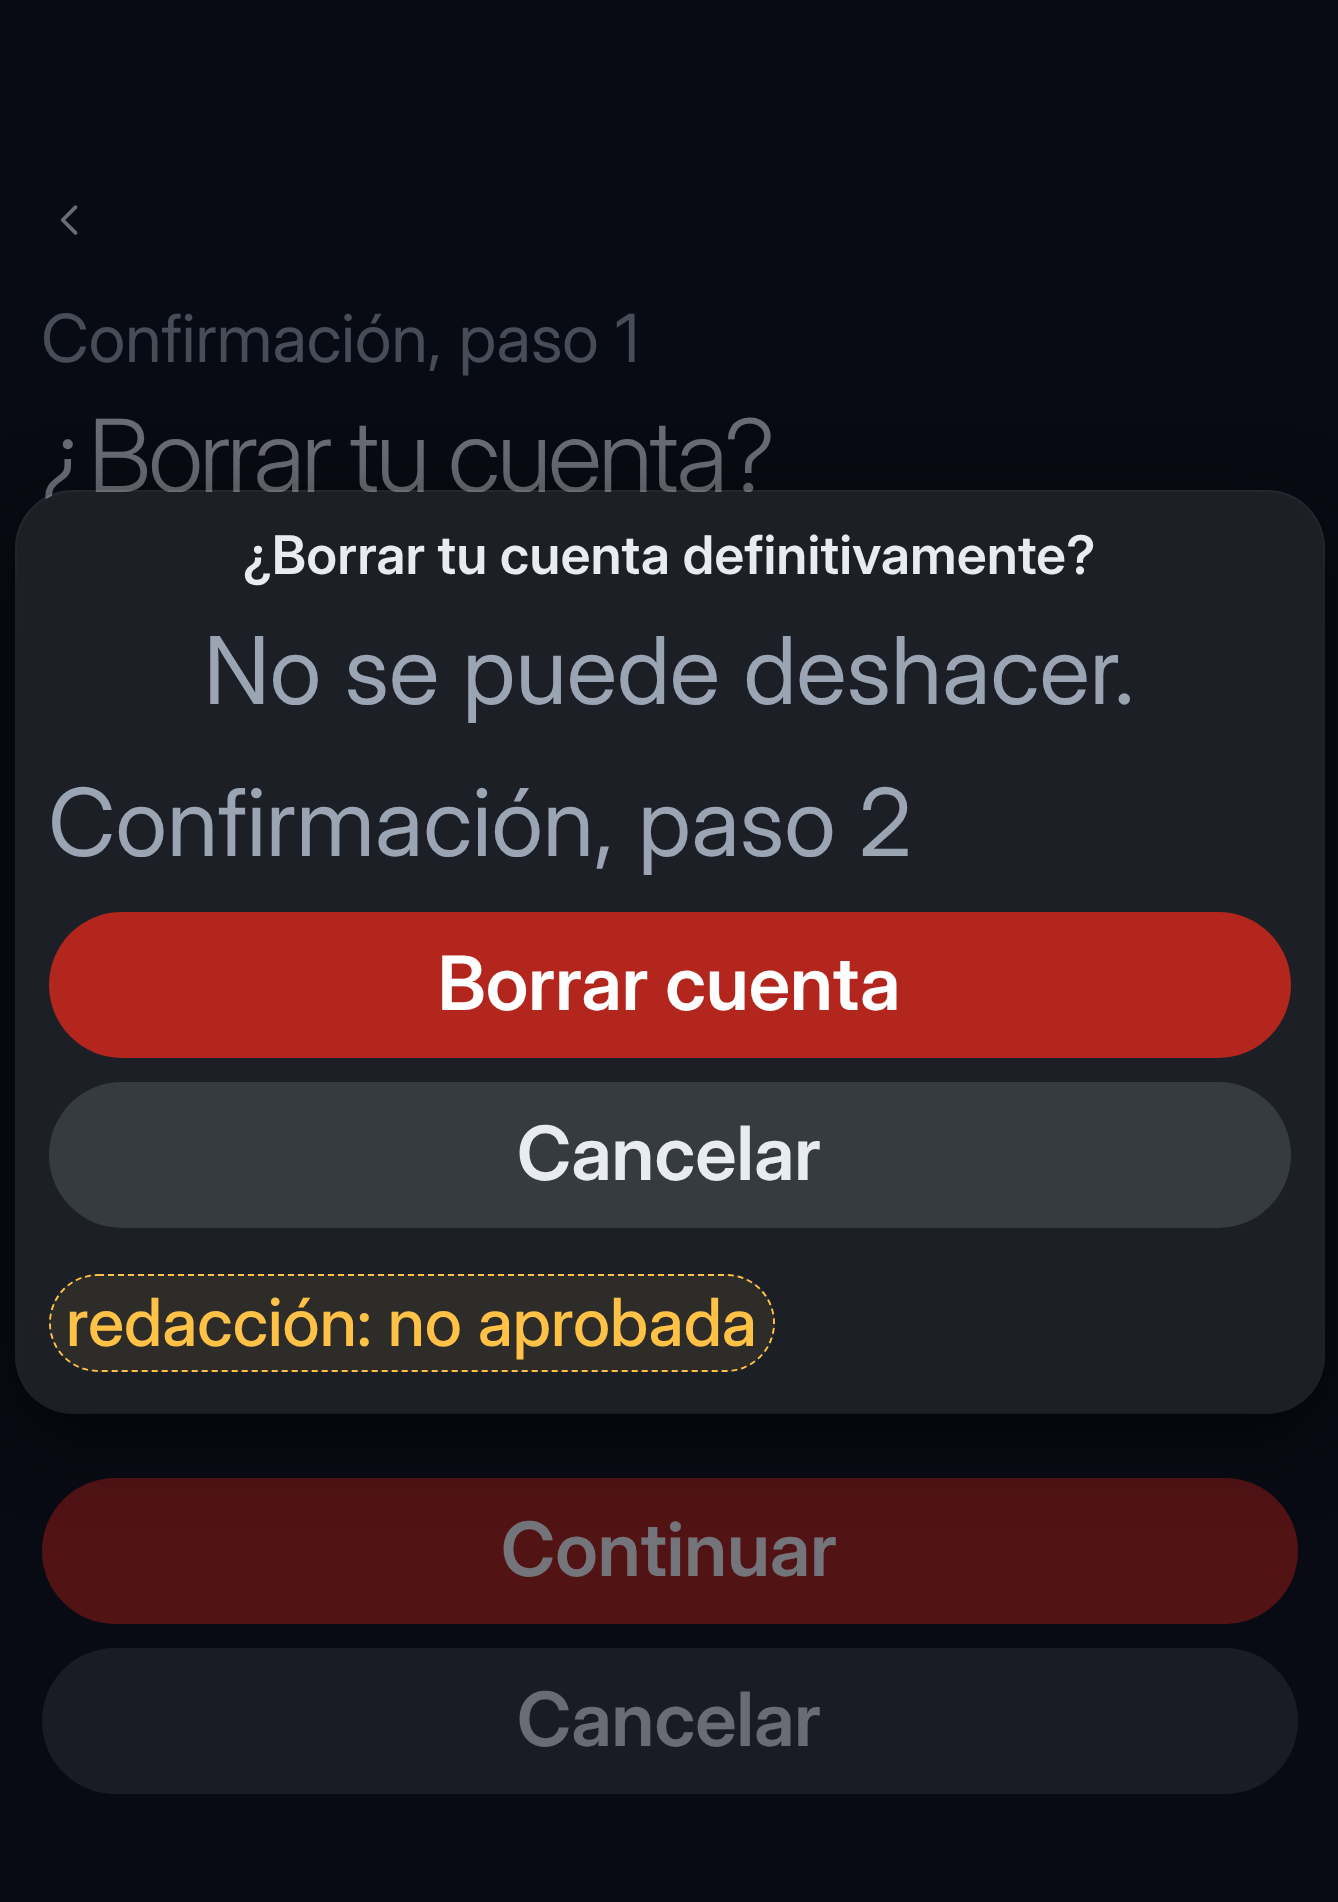 Confirmación, paso 1
¿Borrar tu cuenta?
¿Borrar tu cuenta definitivamente?
No se puede deshacer.
Confirmación, paso 2
Borrar cuenta
Cancelar
redacción: no aprobada
Continuar
Cancelar